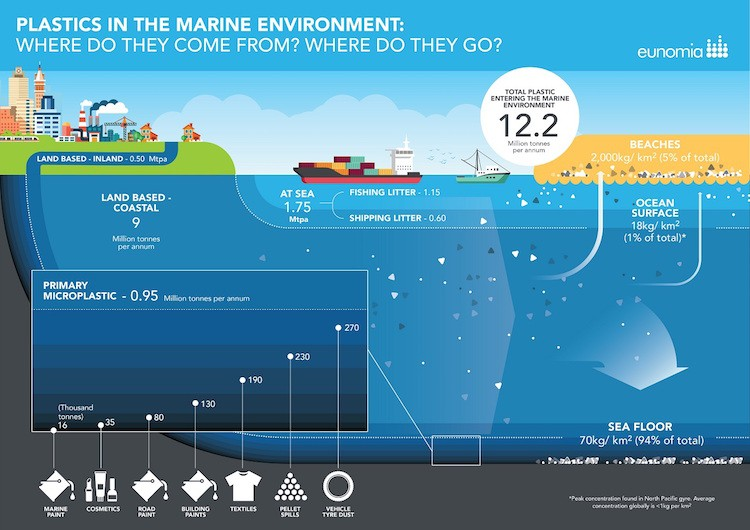 PLASTICS IN THE MARINE ENVIRONMENT:
WHERE DO THEY COME FROM? WHERE DO THEY GO?
eunomia
TOTAL PLASTIC
ENTERING THE MARINE
ENVIRONMENT
12.2
Million tonnes
per annum
BEACHES
2,000kg/ km² (5% of total)
LAND BASED - INLAND - 0.50 Mtpa
LAND BASED -
COASTAL
9
Million tonnes
per annum
AT SEA
1.75
Mtpa
FISHING LITTER - 1.15
SHIPPING LITTER - 0.60
OCEAN
SURFACE
18kg/ km²
(1% of total)*
PRIMARY
MICROPLASTIC - 0.95 Million tonnes per annum
270
230
190
130
80
35
(Thousand
tonnes)
16
SEA FLOOR
70kg/ km² (94% of total)
MARINE
PAINT
COSMETICS
ROAD
PAINT
BUILDING
PAINTS
TEXTILES
PELLET
SPILLS
VEHICLE
TYRE DUST
*Peak concentration found in North Pacific gyre. Average
concentration globally is <1kg per km²